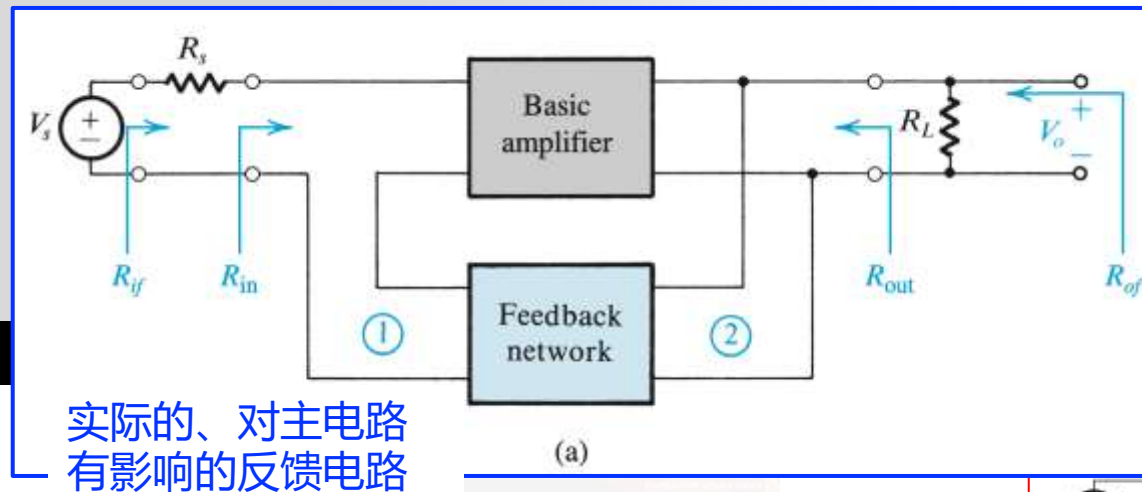 R_s
V_s
+
−
Basic
amplifier
R_L
V_o
+
−
R_if
R_in
R_out
R_of
①
Feedback
network
②
实际的、对主电路
有影响的反馈电路
(a)